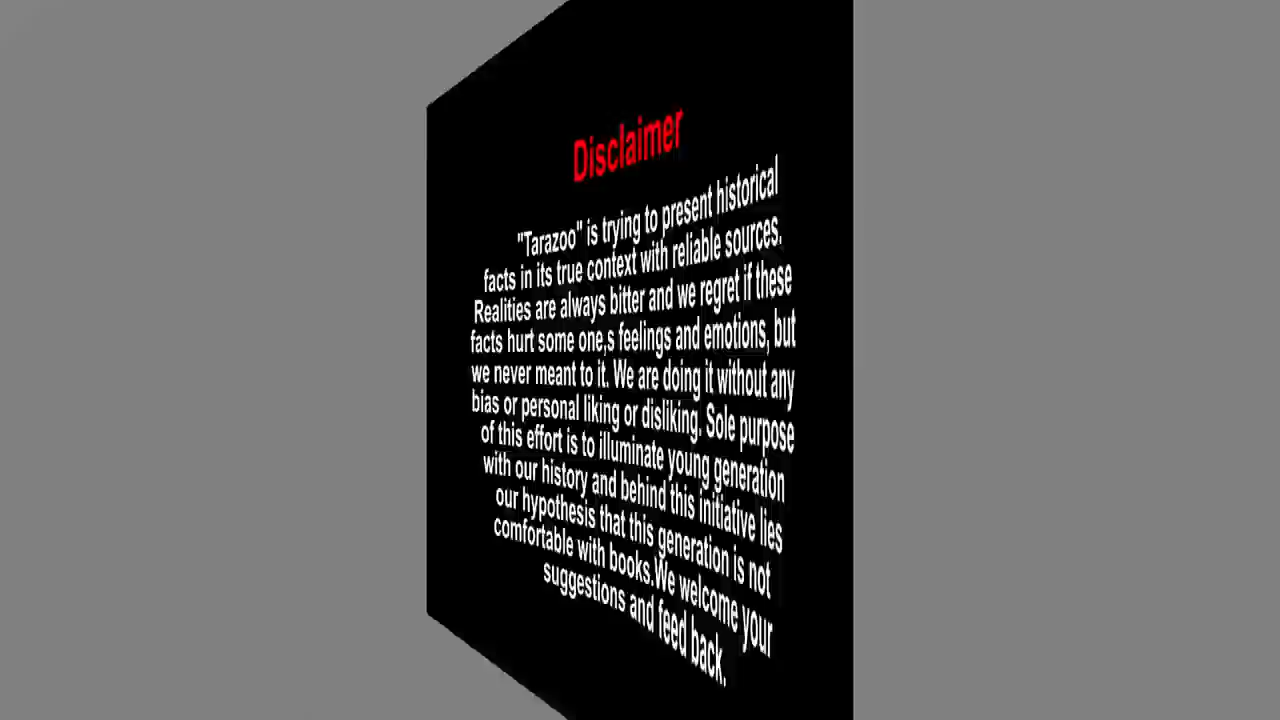 Disclaimer
"Tarazoo" is trying to present historical
facts in its true context with reliable sources.
Realities are always bitter and we regret if these
facts hurt some one,s feelings and emotions, but
we never meant to it. We are doing it without any
bias or personal liking or disliking. Sole purpose
of this effort is to illuminate young generation
with our history and behind this initiative lies
our hypothesis that this generation is not
comfortable with books.We welcome your
suggestions and feed back.